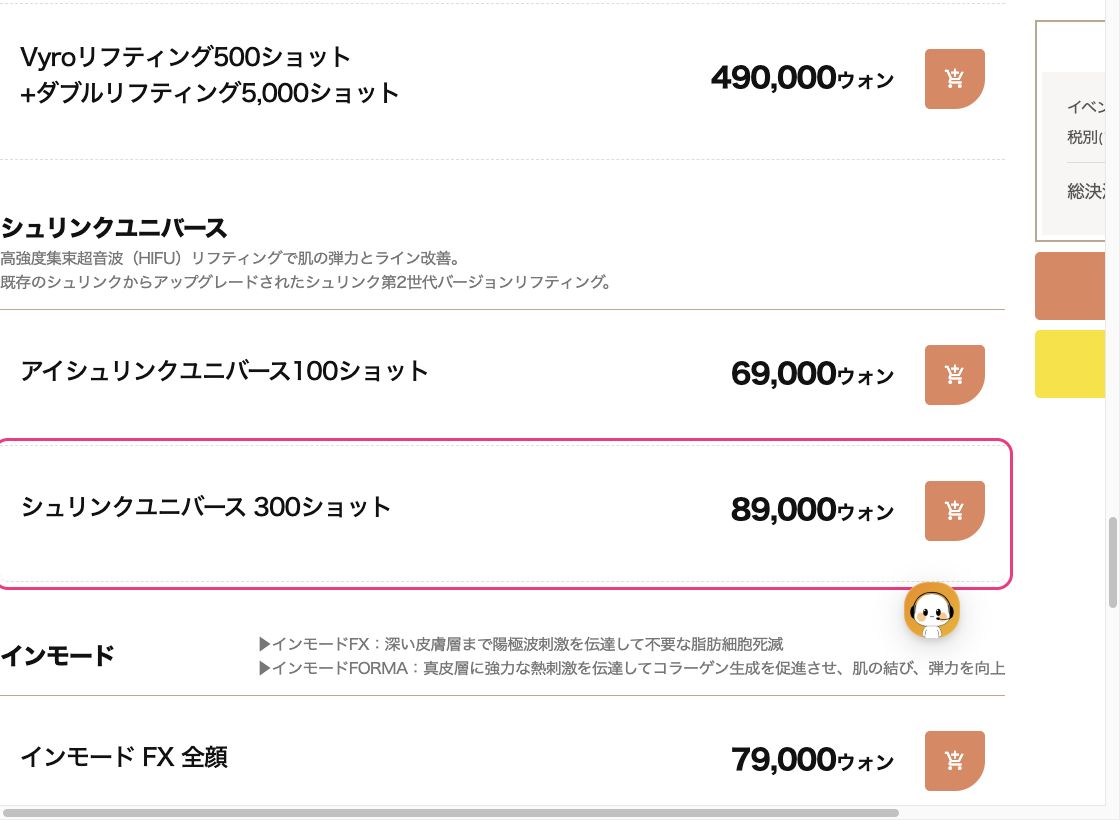 Vyroリフティング500ショット
+ダブルリフティング5,000ショット
490,000ウォン
シュリンクユニバース
高強度集束超音波（HIFU）リフティングで肌の弾力とライン改善。
既存のシュリンクからアップグレードされたシュリンク第2世代バージョンリフティング。
アイシュリンクユニバース100ショット
69,000ウォン
シュリンクユニバース 300ショット
89,000ウォン
インモード
▶インモードFX：深い皮膚層まで陽極波刺激を伝達して不要な脂肪細胞死滅
▶インモードFORMA：真皮層に強力な熱刺激を伝達してコラーゲン生成を促進させ、肌の結び、弾力を向上
インモード FX 全顔
79,000ウォン
イベン
税別(
総決